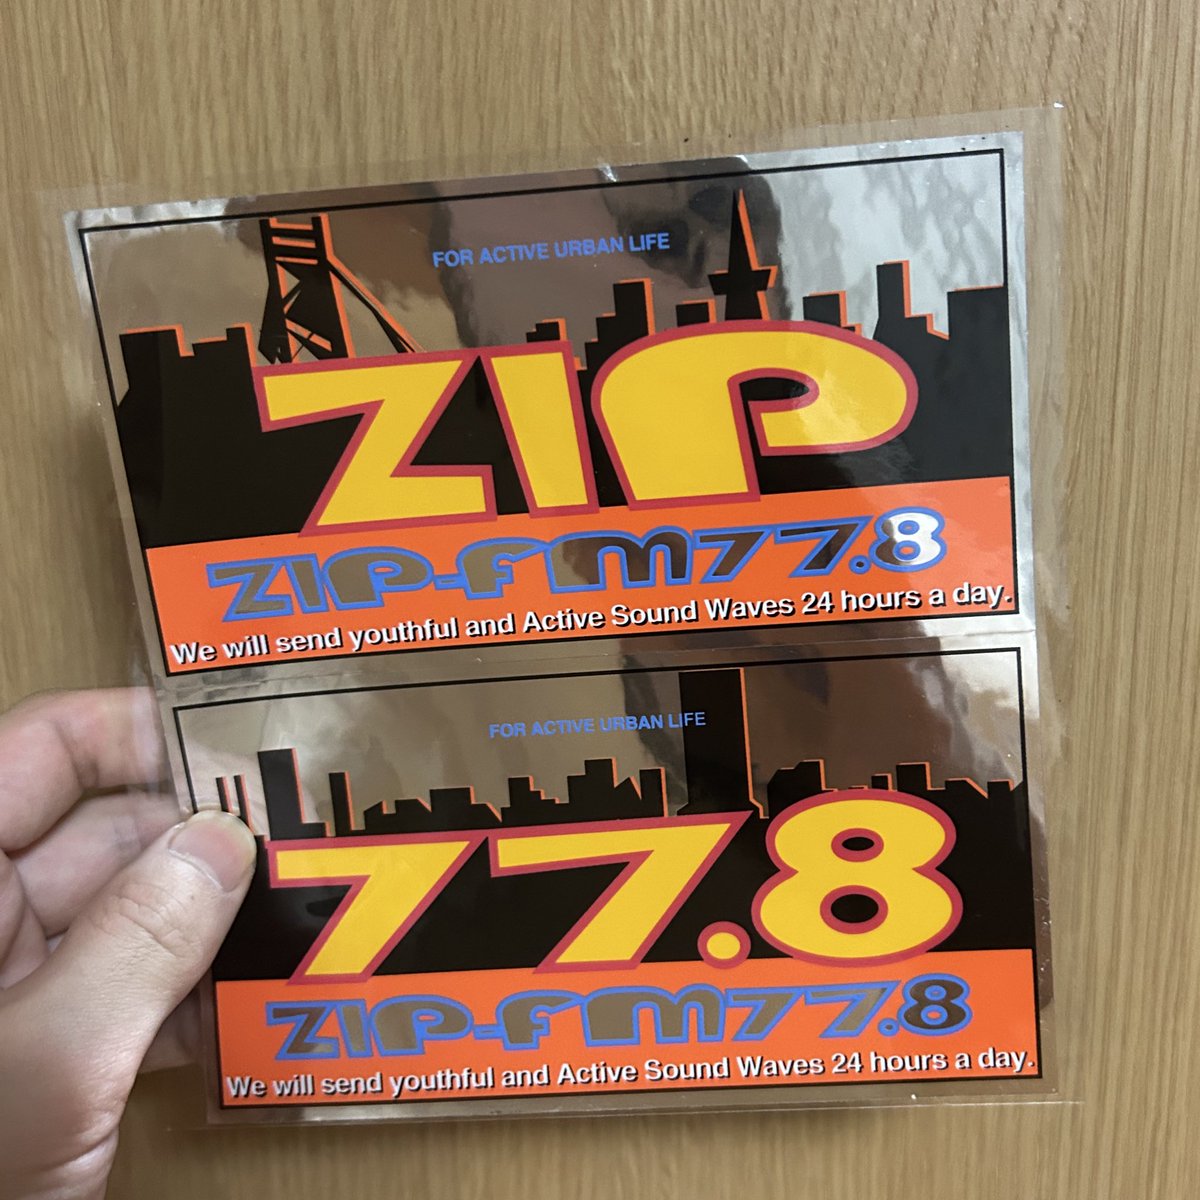 FOR ACTIVE URBAN LIFE
ZIP
ZIP-FM77.8
We will send youthful and Active Sound Waves 24 hours a day.
FOR ACTIVE URBAN LIFE
77.8
ZIP-FM77.8
We will send youthful and Active Sound Waves 24 hours a day.